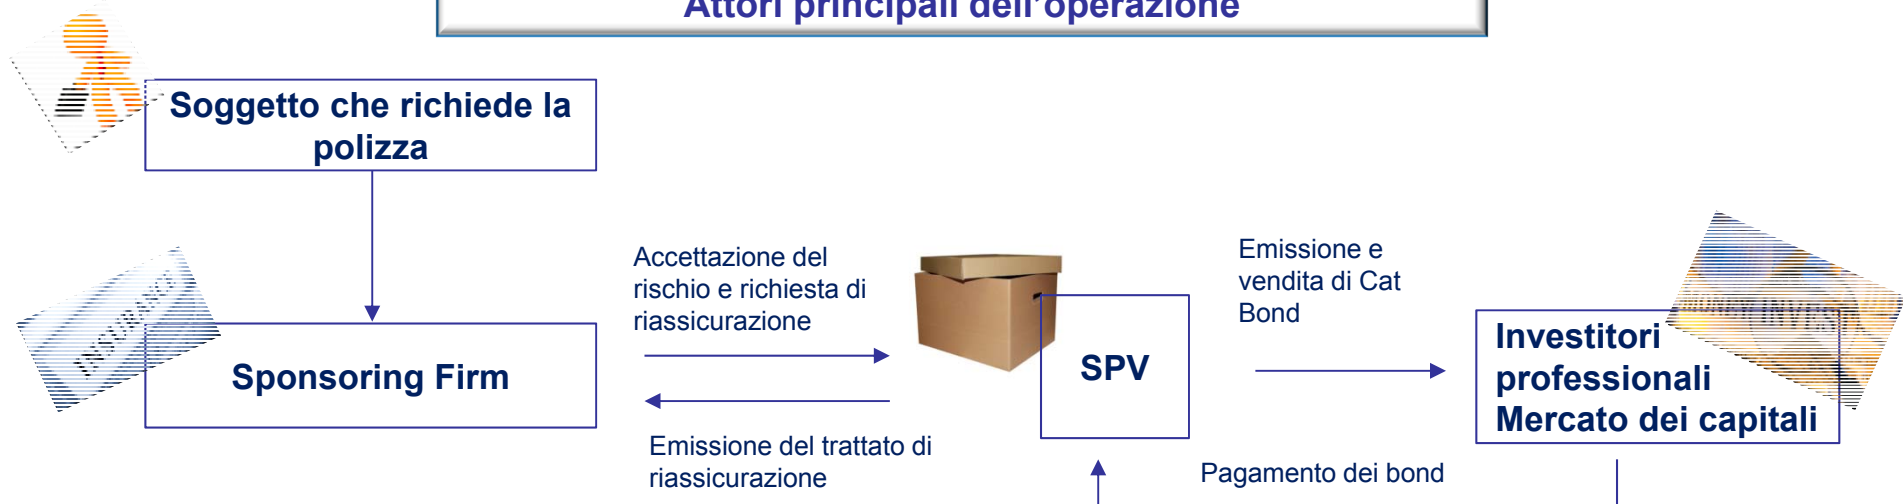 Attori principali dell'operazione
Soggetto che richiede la
polizza
Accettazione del
rischio e richiesta di
riassicurazione
Emissione e
vendita di Cat
Bond
Sponsoring Firm
SPV
Investitori
professionali
Mercato dei capitali
Emissione del trattato di
riassicurazione
Pagamento dei bond